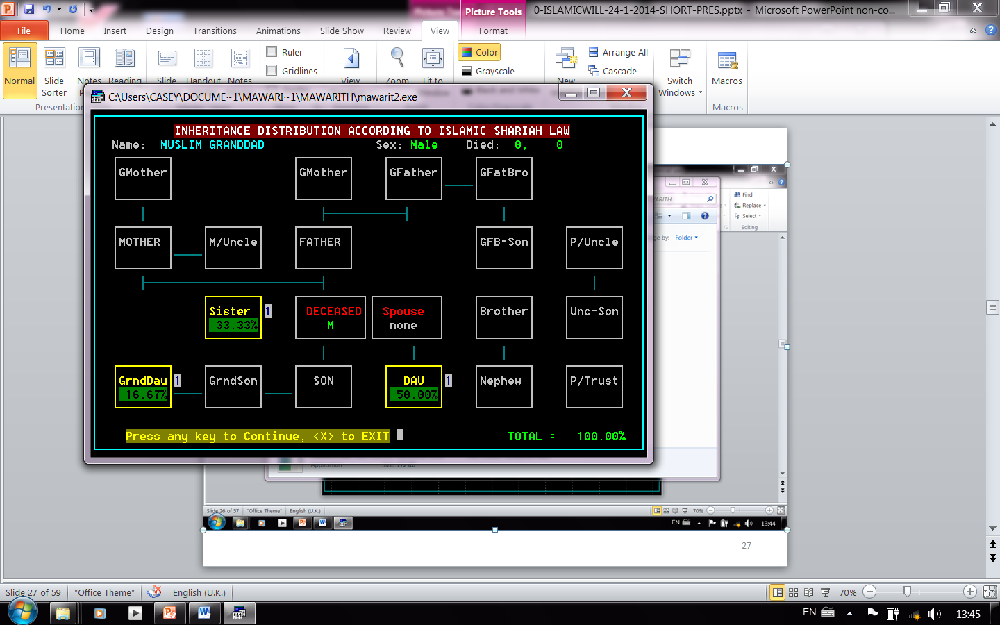 Picture Tools
0-ISLAMICWILL-24-1-2014-SHORT-PRES.pptx - Microsoft PowerPoint non-co...
File Home Insert Design Transitions Animations Slide Show Review View Format
Normal
Slide Sorter
Notes
Reading
Slide
Handout
Notes
Ruler
Gridlines
View
Zoom
Fit to
Color
Grayscale
New
Arrange All
Cascade
Switch Windows
Macros
Macros
C:\Users\CASEY\DOCUME~1\MAWARI~1\MAWARITH\mawarit2.exe
INHERITANCE DISTRIBUTION ACCORDING TO ISLAMIC SHARIAH LAW
Name: MUSLIM GRANDDAD Sex: Male Died: 0, 0
GMother GMother GFather GFatBro
MOTHER M/Uncle FATHER GFB-Son P/Uncle
Sister 1 DECEASED Spouse Brother Unc-Son
33.33% M none
GrndDau 1 GrndSon SON DAU 1 Nephew P/Trust
16.67% 50.00%
Press any key to Continue, <X> to EXIT TOTAL = 100.00%
Find
Replace
Select
Editing
Folder
Application
Slide 26 of 57 "Office Theme" English (U.K.) 70%
EN 13:44
27
Slide 27 of 59 "Office Theme" English (U.K.) 70%
EN 13:45